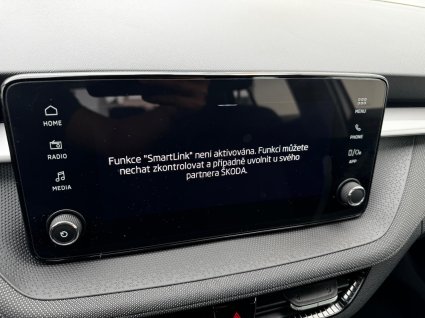 HOME
RADIO
MEDIA
Funkce "SmartLink" není aktivována. Funkci můžete
nechat zkontrolovat a případně uvolnit u svého
partnera ŠKODA.
MENU
PHONE
APP